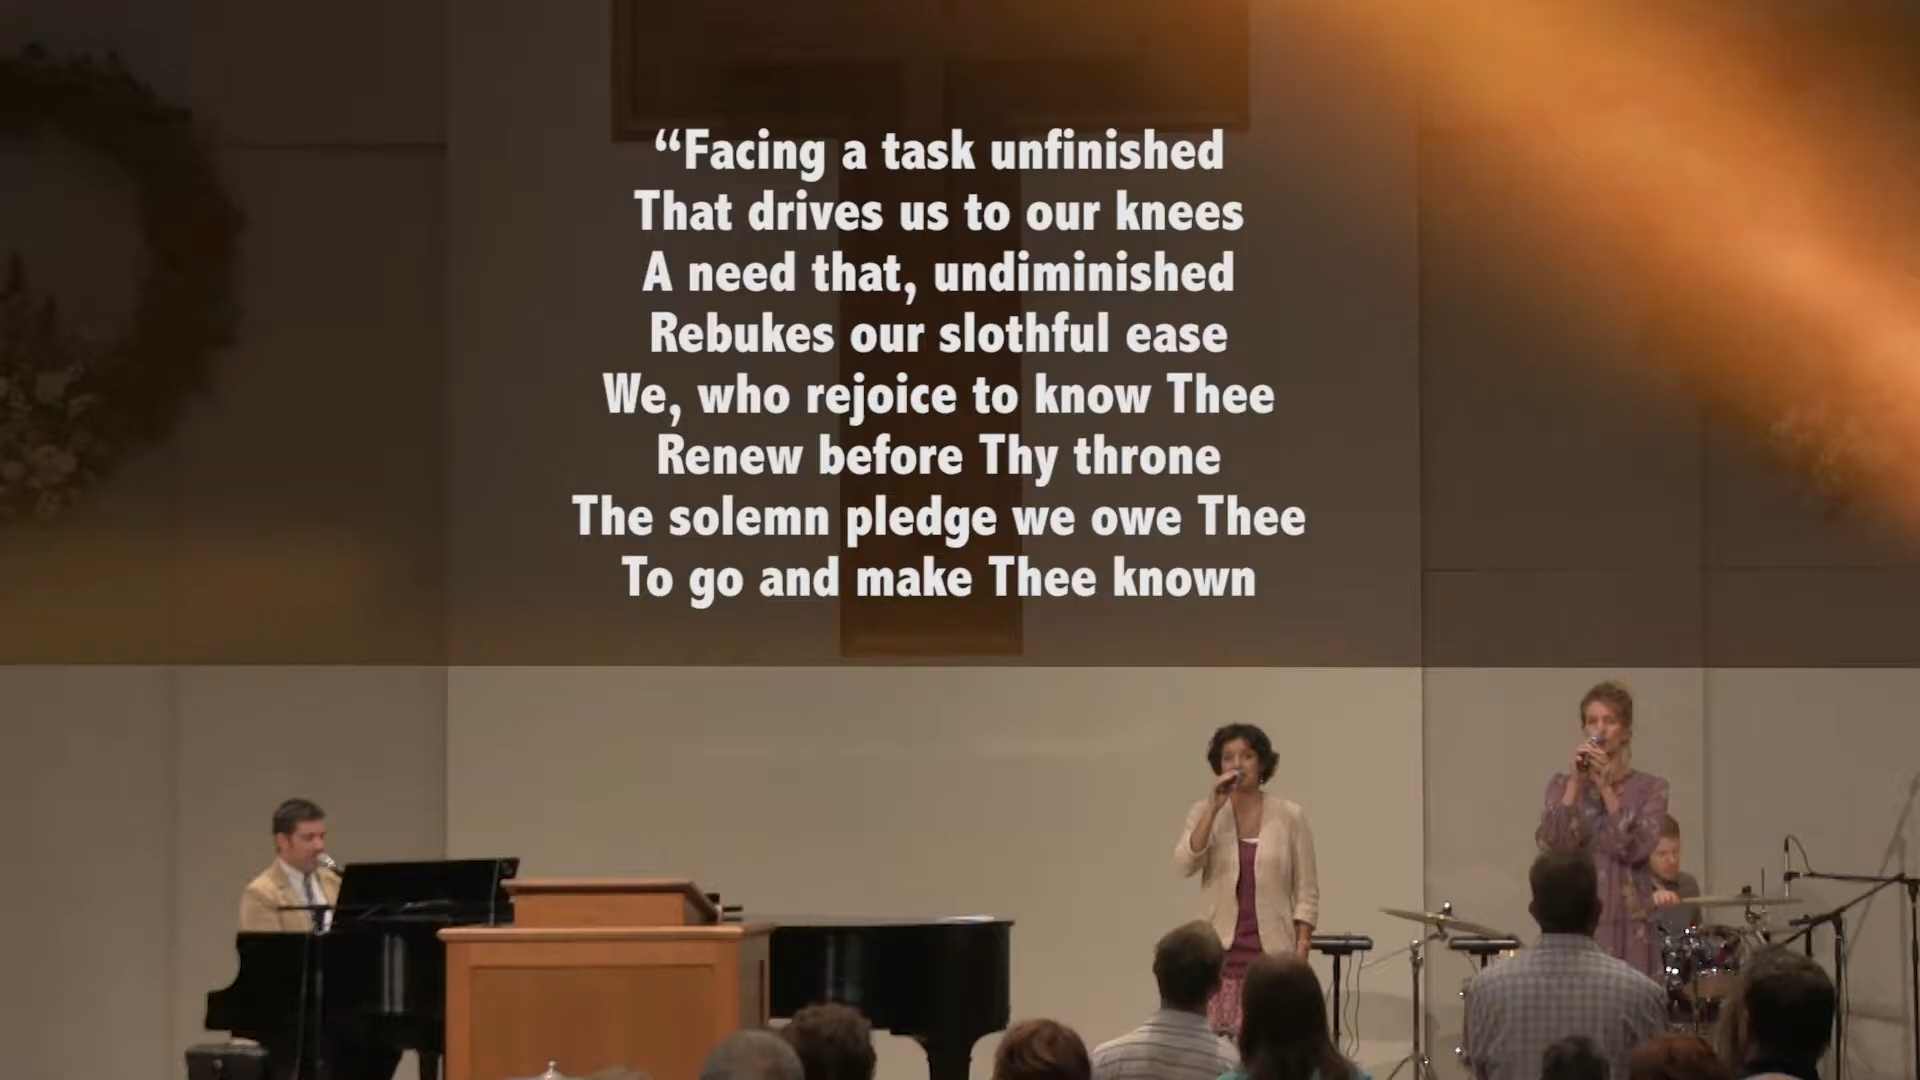 “Facing a task unfinished
That drives us to our knees
A need that, undiminished
Rebukes our slothful ease
We, who rejoice to know Thee
Renew before Thy throne
The solemn pledge we owe Thee
To go and make Thee known